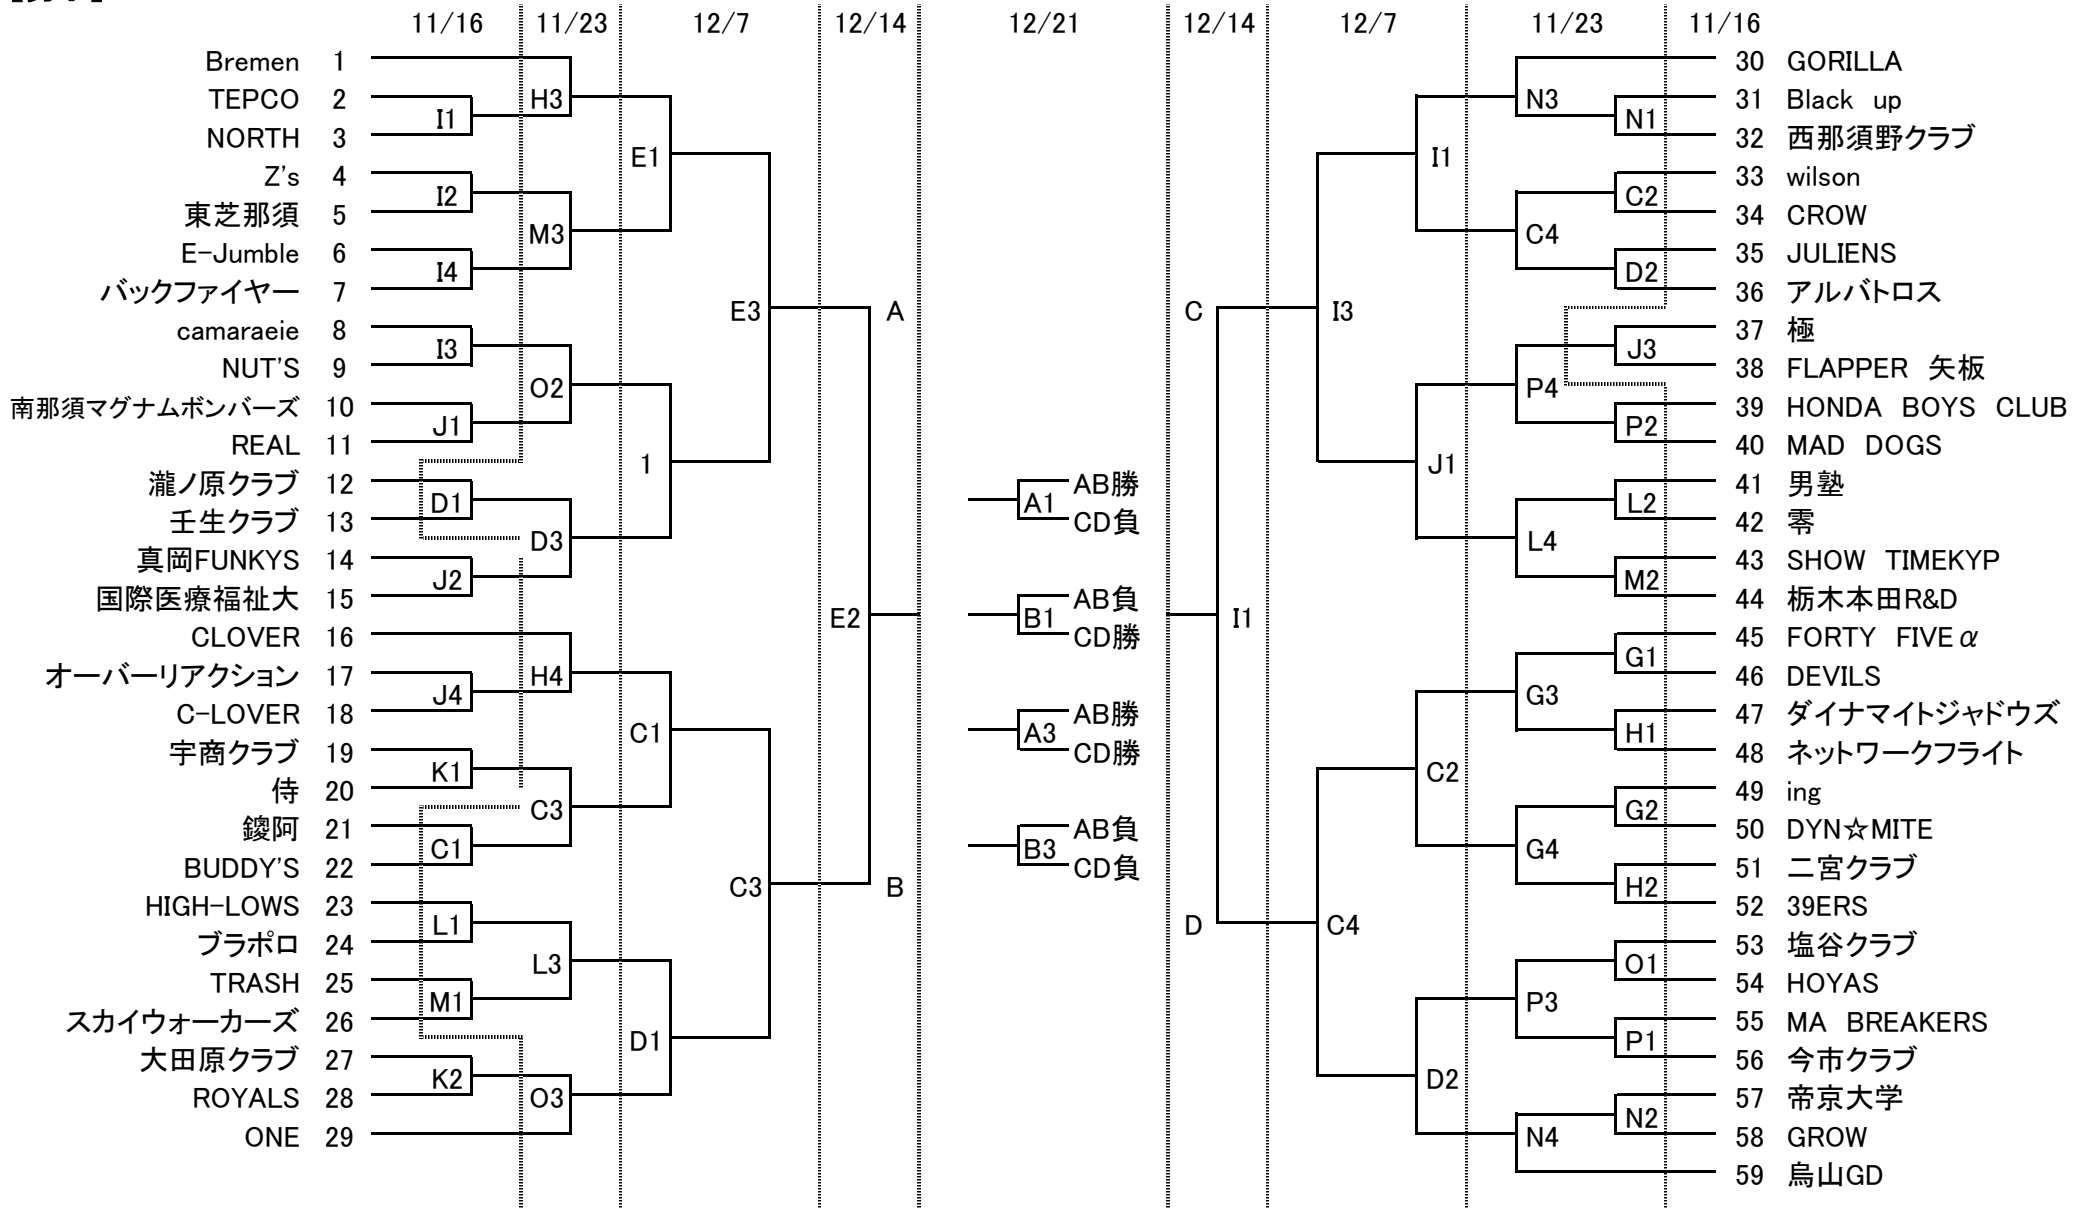 11/16 11/23 12/7 12/14 12/21 12/14 12/7 11/23 11/16
Bremen 1 30 GORILLA
TEPCO 2 H3 N3 31 Black up
I1 N1
NORTH 3 32 西那須野クラブ
E1 I1
Z's 4 33 wilson
I2 C2
東芝那須 5 34 CROW
M3 C4
E-Jumble 6 35 JULIENS
I4 D2
バックファイヤー 7 36 アルバトロス
E3 A C I3
camaraeie 8 37 極
I3 J3
NUT'S 9 38 FLAPPER 矢板
O2 P4
南那須マグナムボンバーズ 10 39 HONDA BOYS CLUB
J1 P2
REAL 11 40 MAD DOGS
1 J1
瀧ノ原クラブ 12 AB勝 41 男塾
D1 A1 L2
壬生クラブ 13 CD負 42 零
D3 L4
真岡FUNKYS 14 43 SHOW TIMEKYP
J2 M2
国際医療福祉大 15 AB負 44 栃木本田R&D
E2 B1 I1
CLOVER 16 CD勝 45 FORTY FIVEα
G1
オーバーリアクション 17 H4 46 DEVILS
J4 G3
C-LOVER 18 AB勝 47 ダイナマイトジャドウズ
C1 A3 H1
宇商クラブ 19 CD勝 48 ネットワークフライト
K1 C2
侍 20 49 ing
C3 G2
鑁阿 21 AB負 50 DYN☆MITE
C1 B3 G4
BUDDY'S 22 CD負 51 二宮クラブ
C3 B H2
HIGH-LOWS 23 52 39ERS
L1 D C4
ブラポロ 24 53 塩谷クラブ
L3 O1
TRASH 25 54 HOYAS
M1 P3
スカイウォーカーズ 26 55 MA BREAKERS
D1 P1
大田原クラブ 27 56 今市クラブ
K2 D2
ROYALS 28 O3 57 帝京大学
N2
ONE 29 N4 58 GROW
59 烏山GD